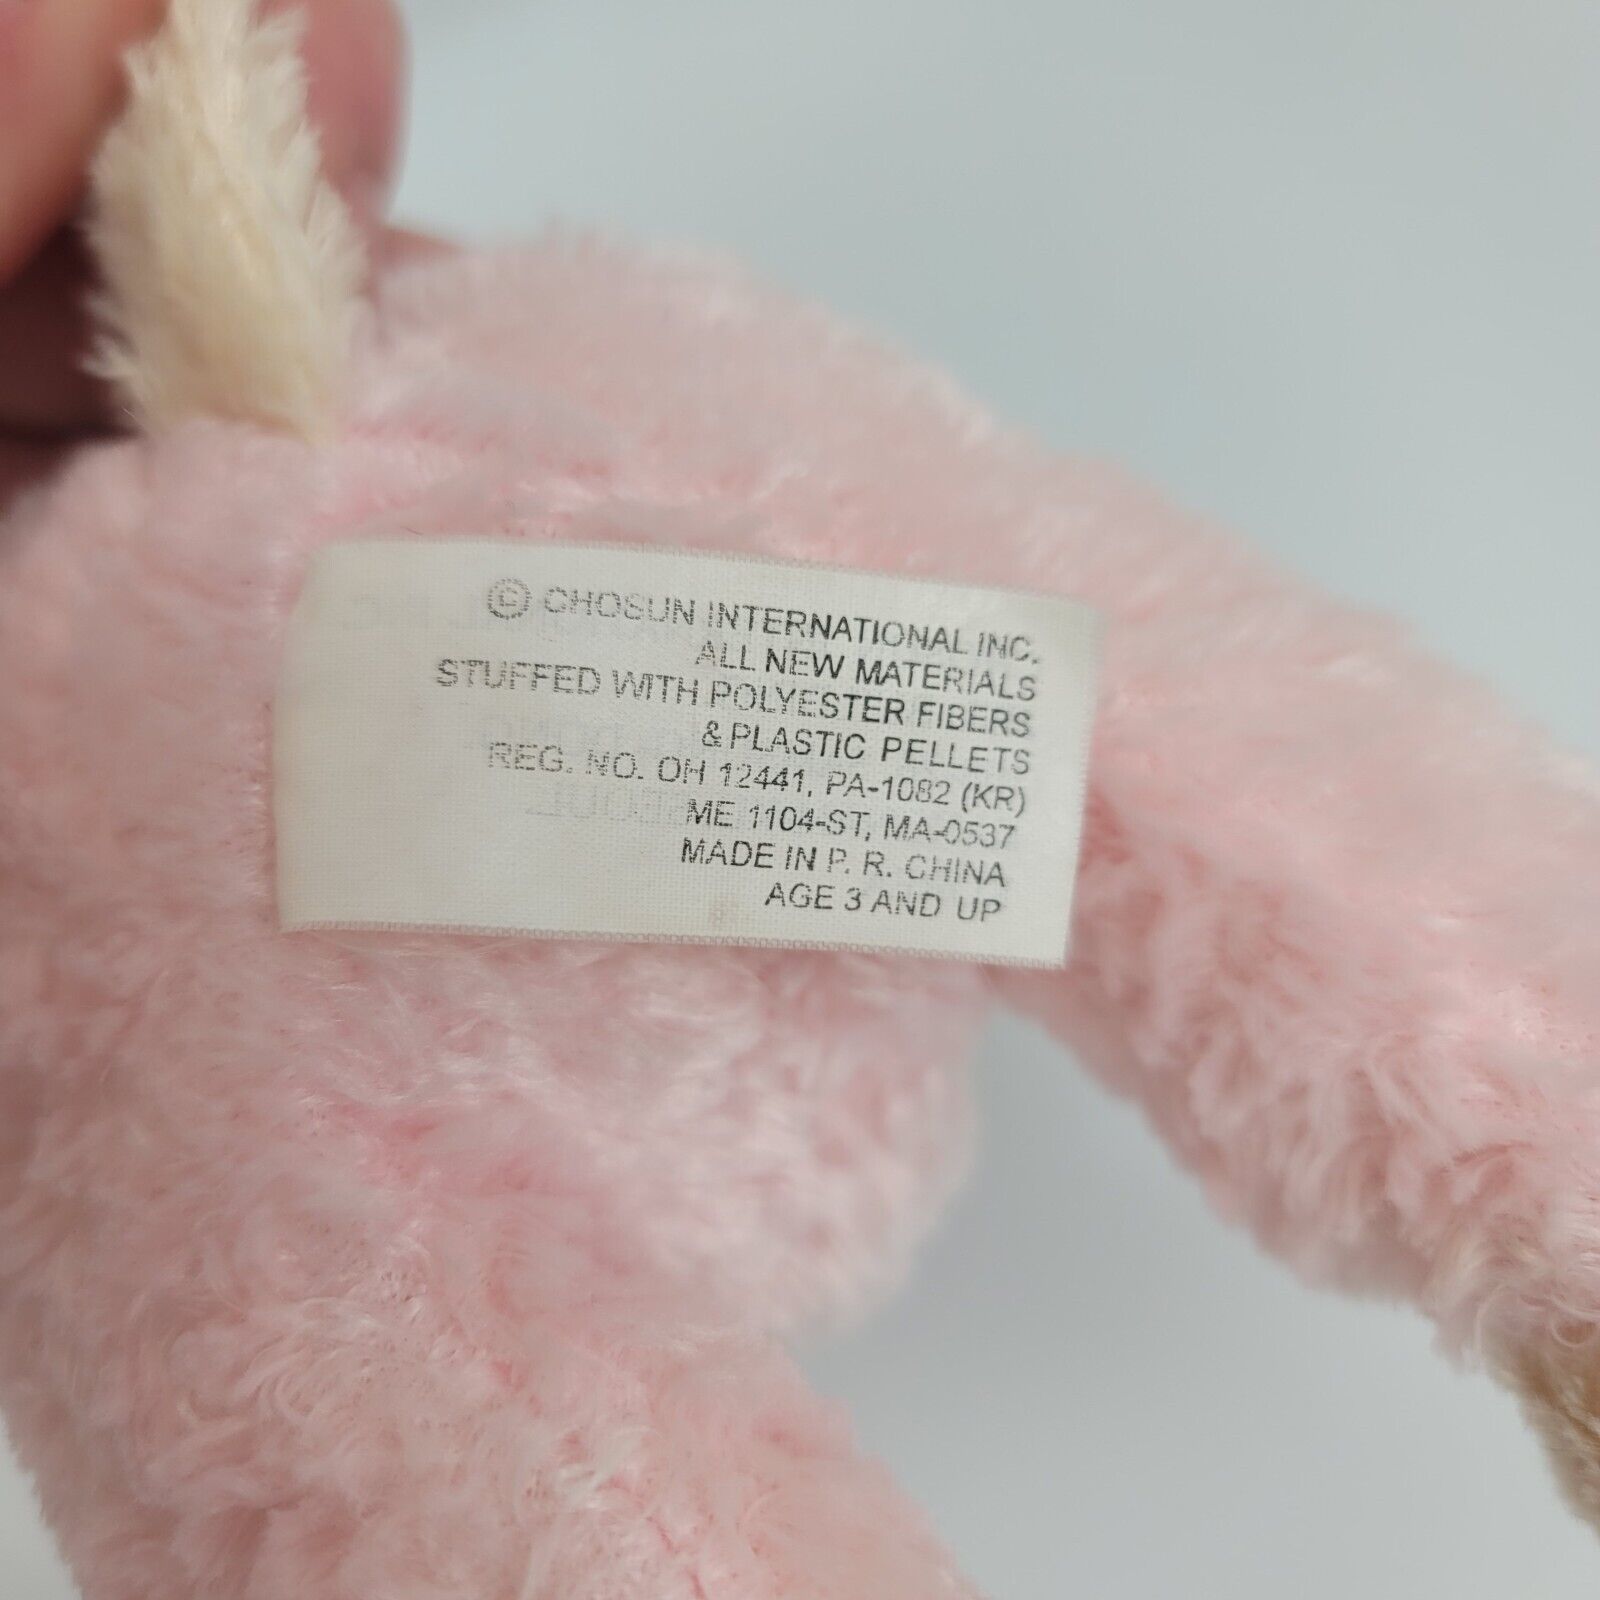 © CHOSUN INTERNATIONAL INC.
ALL NEW MATERIALS
STUFFED WITH POLYESTER FIBERS
& PLASTIC PELLETS
REG. NO. OH 12441, PA-1082 (KR)
ME 1104-ST, MA-0537
MADE IN P. R. CHINA
AGE 3 AND UP